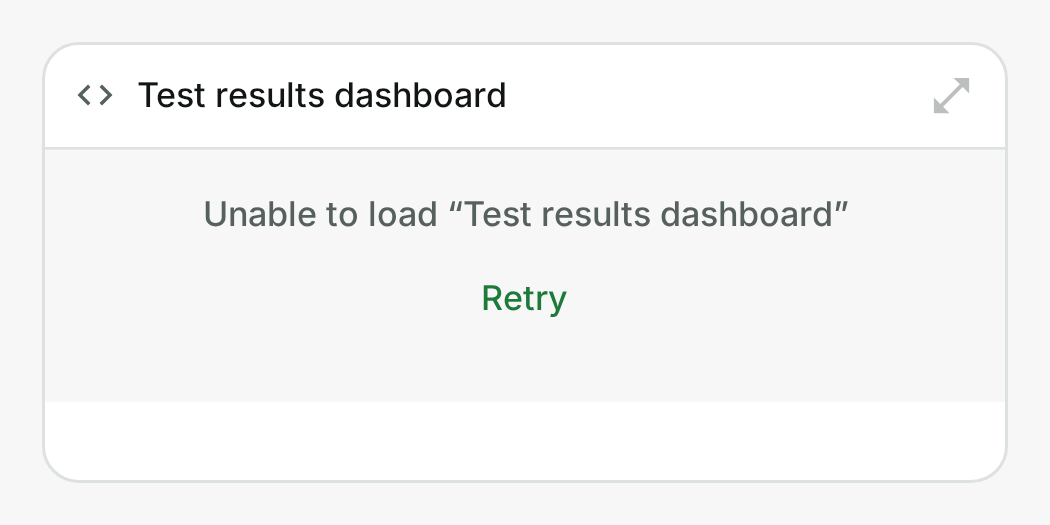 Test results dashboard
Unable to load “Test results dashboard”
Retry